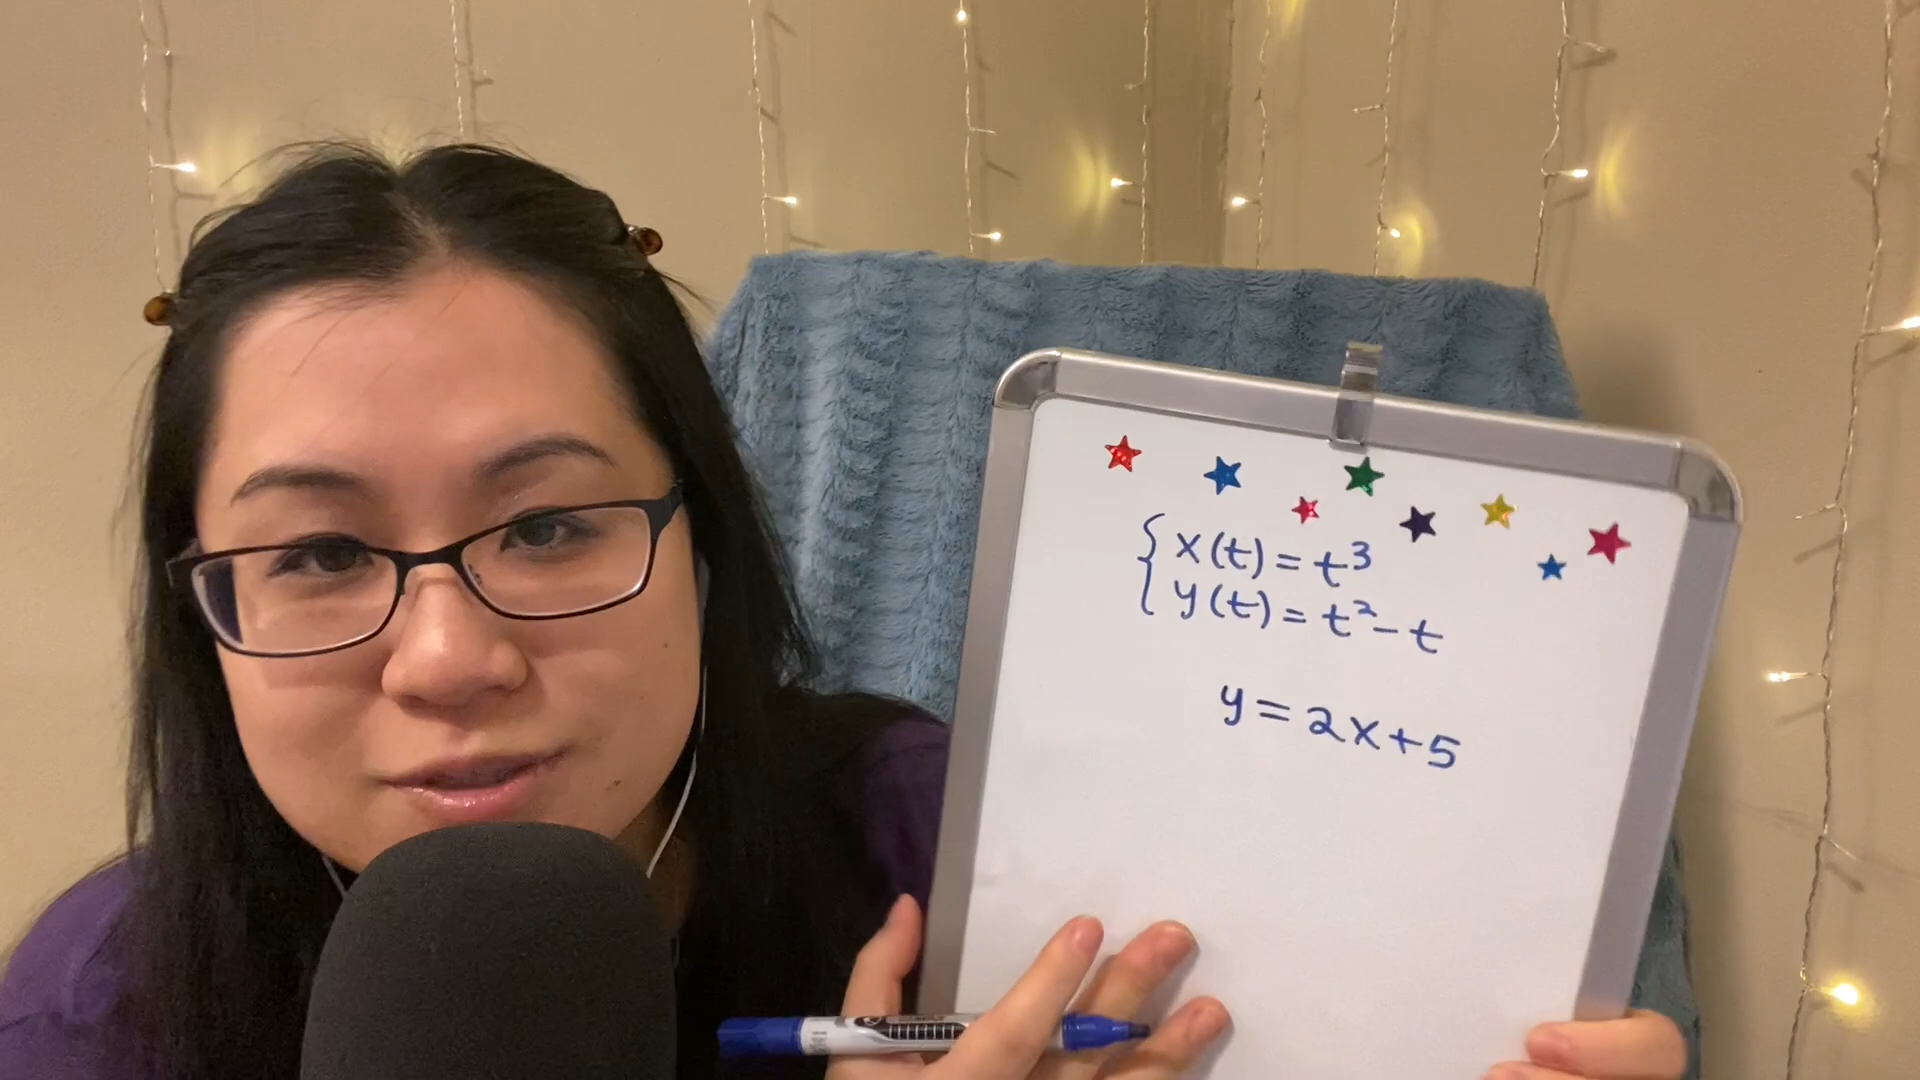 { x(t) = t³
y(t) = t² - t
y = 2x + 5